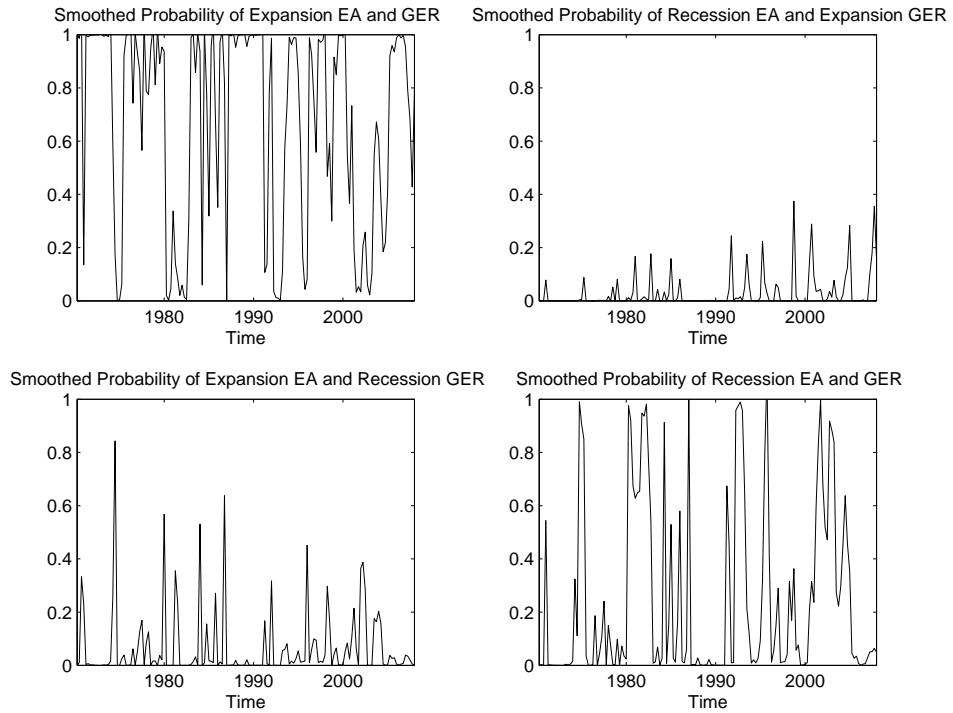 Smoothed Probability of Expansion EA and GER
1
0.8
0.6
0.4
0.2
0
1980 1990 2000
Time
Smoothed Probability of Recession EA and Expansion GER
1
0.8
0.6
0.4
0.2
0
1980 1990 2000
Time
Smoothed Probability of Expansion EA and Recession GER
1
0.8
0.6
0.4
0.2
0
1980 1990 2000
Time
Smoothed Probability of Recession EA and GER
1
0.8
0.6
0.4
0.2
0
1980 1990 2000
Time